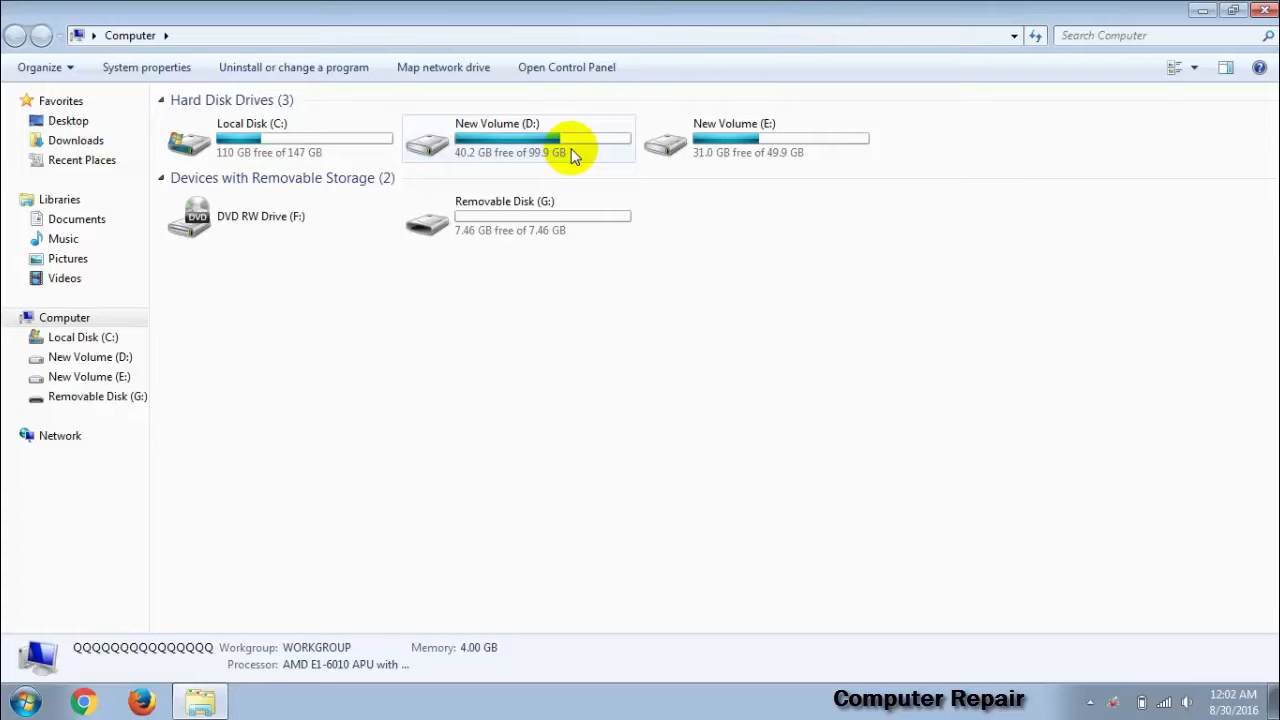 Computer
Search Computer
Organize
System properties
Uninstall or change a program
Map network drive
Open Control Panel
Favorites
Desktop
Downloads
Recent Places
Libraries
Documents
Music
Pictures
Videos
Computer
Local Disk (C:)
New Volume (D:)
New Volume (E:)
Removable Disk (G:)
Network
Hard Disk Drives (3)
Local Disk (C:)
110 GB free of 147 GB
New Volume (D:)
40.2 GB free of 99.9 GB
New Volume (E:)
31.0 GB free of 49.9 GB
Devices with Removable Storage (2)
DVD
DVD RW Drive (F:)
Removable Disk (G:)
7.46 GB free of 7.46 GB
QQQQQQQQQQQQQQQ Workgroup: WORKGROUP Memory: 4.00 GB
Processor: AMD E1-6010 APU with ...
Computer Repair
12:02 AM
8/30/2016